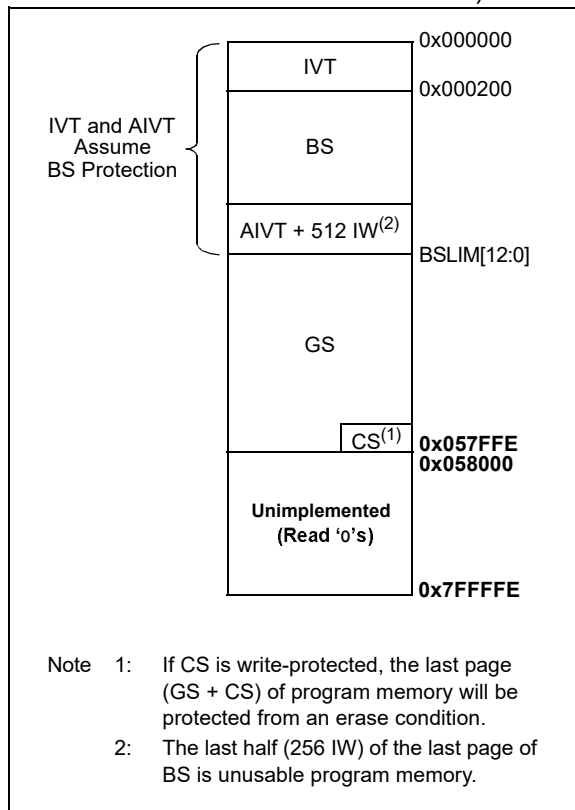 0x000000
IVT
0x000200
IVT and AIVT
Assume
BS Protection
BS
AIVT + 512 IW(2)
BSLIM[12:0]
GS
CS(1)
0x057FFE
0x058000
Unimplemented
(Read ‘0’s)
0x7FFFFE
Note 1: If CS is write-protected, the last page
(GS + CS) of program memory will be
protected from an erase condition.
2: The last half (256 IW) of the last page of
BS is unusable program memory.